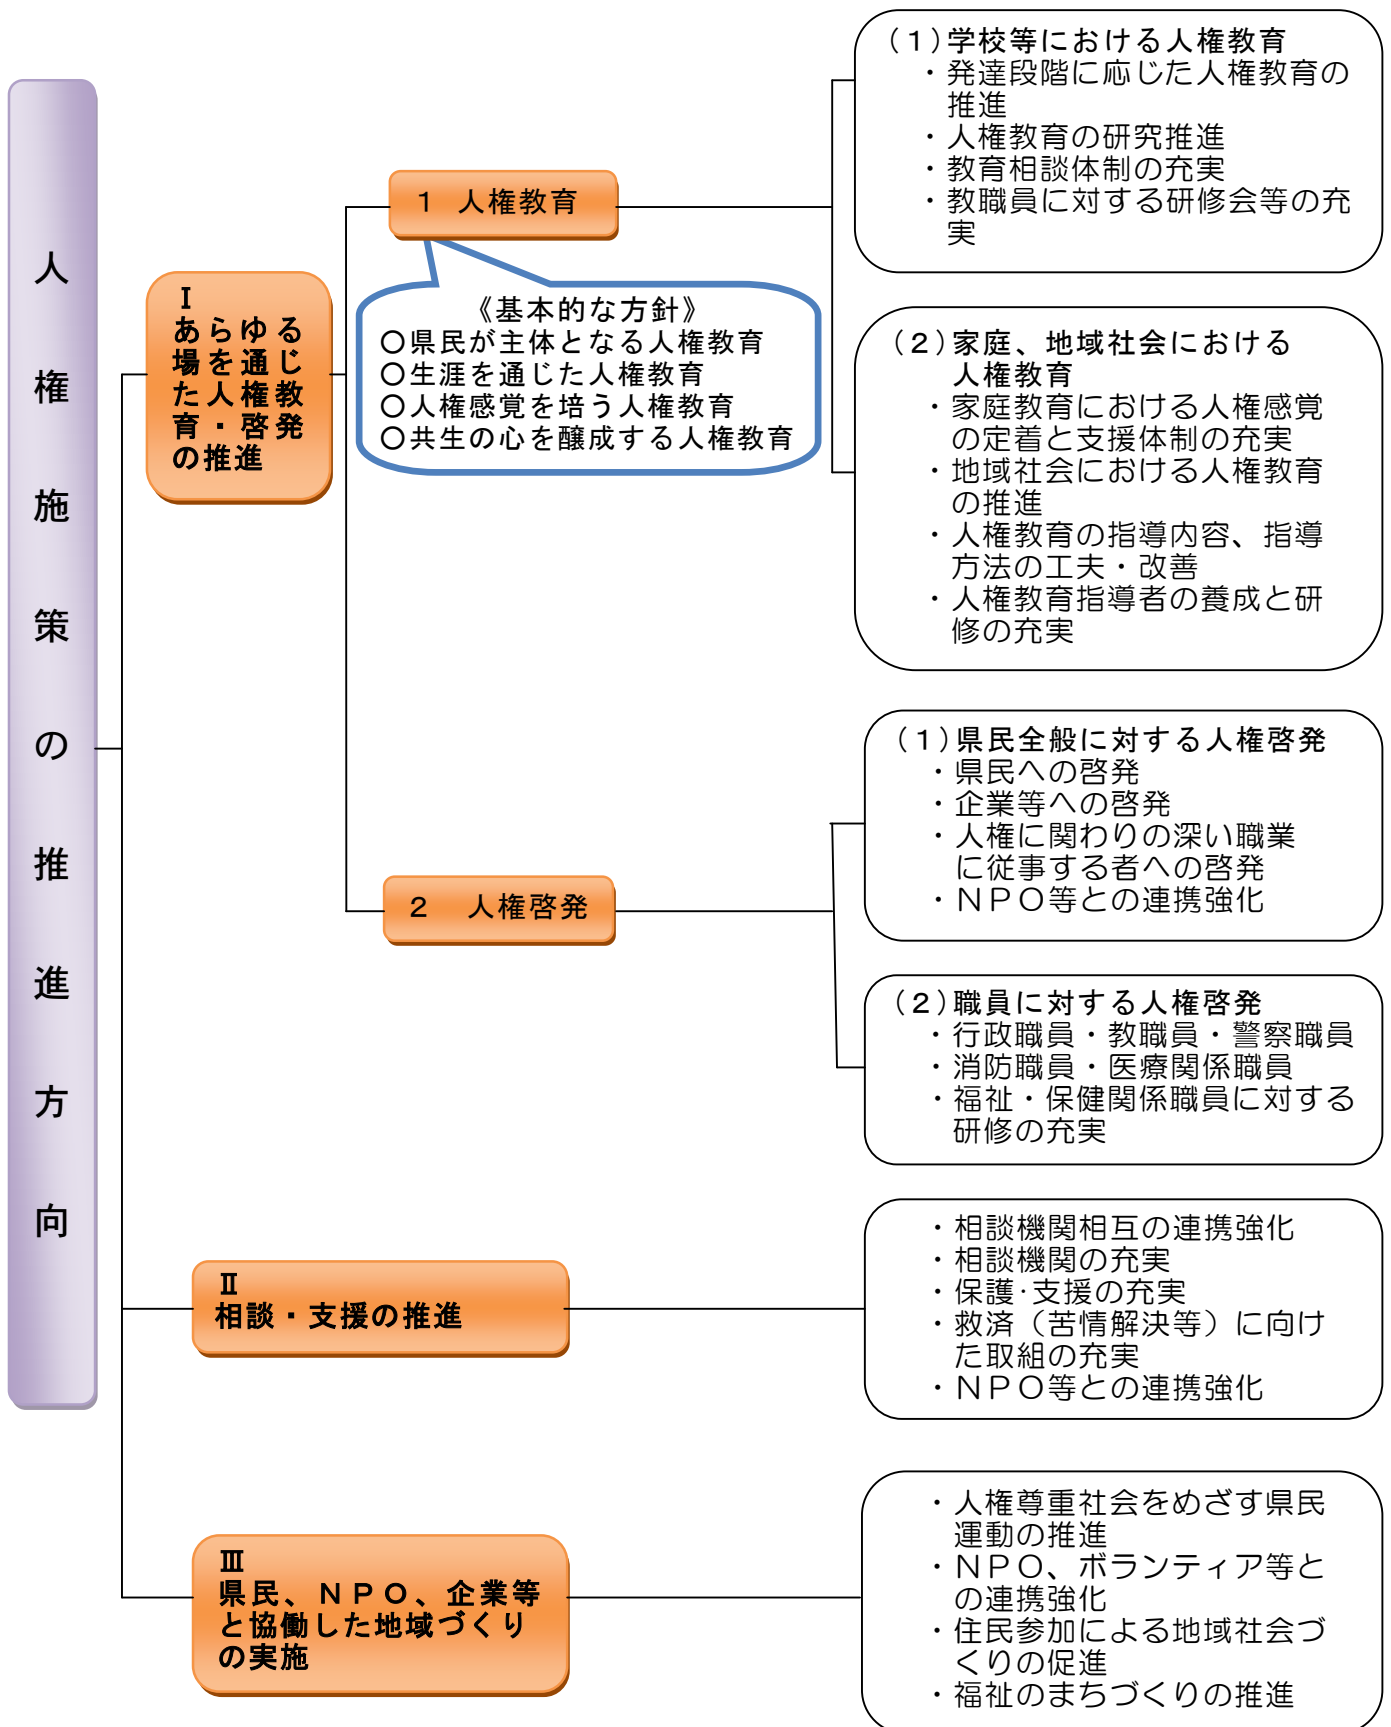 人権施策の推進方向
Ⅰ
あらゆる
場を通じ
た人権教
育・啓発
の推進
1 人権教育
《基本的な方針》
○県民が主体となる人権教育
○生涯を通じた人権教育
○人権感覚を培う人権教育
○共生の心を醸成する人権教育
（１）学校等における人権教育
・発達段階に応じた人権教育の
推進
・人権教育の研究推進
・教育相談体制の充実
・教職員に対する研修会等の充
実
（２）家庭、地域社会における
人権教育
・家庭教育における人権感覚
の定着と支援体制の充実
・地域社会における人権教育
の推進
・人権教育の指導内容、指導
方法の工夫・改善
・人権教育指導者の養成と研
修の充実
２ 人権啓発
（１）県民全般に対する人権啓発
・県民への啓発
・企業等への啓発
・人権に関わりの深い職業
に従事する者への啓発
・ＮＰＯ等との連携強化
（２）職員に対する人権啓発
・行政職員・教職員・警察職員
・消防職員・医療関係職員
・福祉・保健関係職員に対する
研修の充実
Ⅱ
相談・支援の推進
・相談機関相互の連携強化
・相談機関の充実
・保護･支援の充実
・救済（苦情解決等）に向け
た取組の充実
・ＮＰＯ等との連携強化
Ⅲ
県民、ＮＰＯ、企業等
と協働した地域づくり
の実施
・人権尊重社会をめざす県民
運動の推進
・ＮＰＯ、ボランティア等と
の連携強化
・住民参加による地域社会づ
くりの促進
・福祉のまちづくりの推進